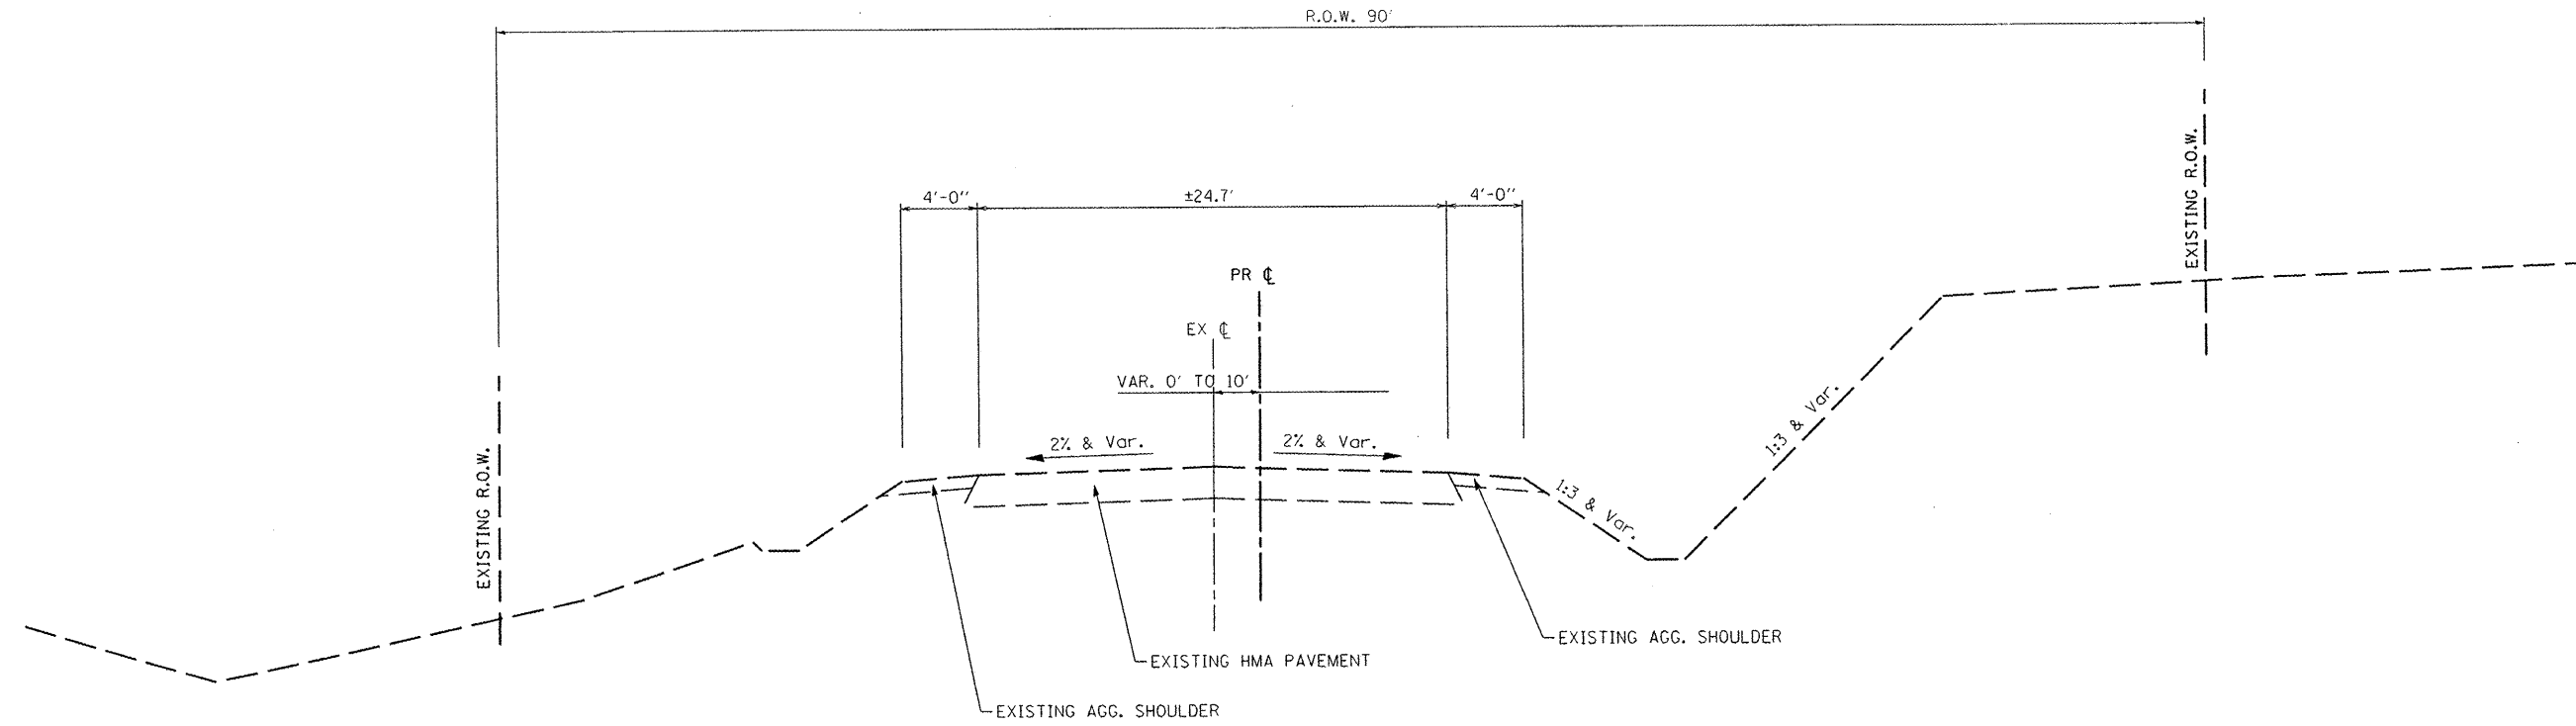 R.O.W. 90'
4'-0" ±24.7' 4'-0"
PR ℄
EX ℄
VAR. 0' TO 10'
2% & Var. 2% & Var.
EXISTING R.O.W.
EXISTING R.O.W.
1:3 & Var.
1:3 & Var.
EXISTING AGG. SHOULDER
EXISTING HMA PAVEMENT
EXISTING AGG. SHOULDER